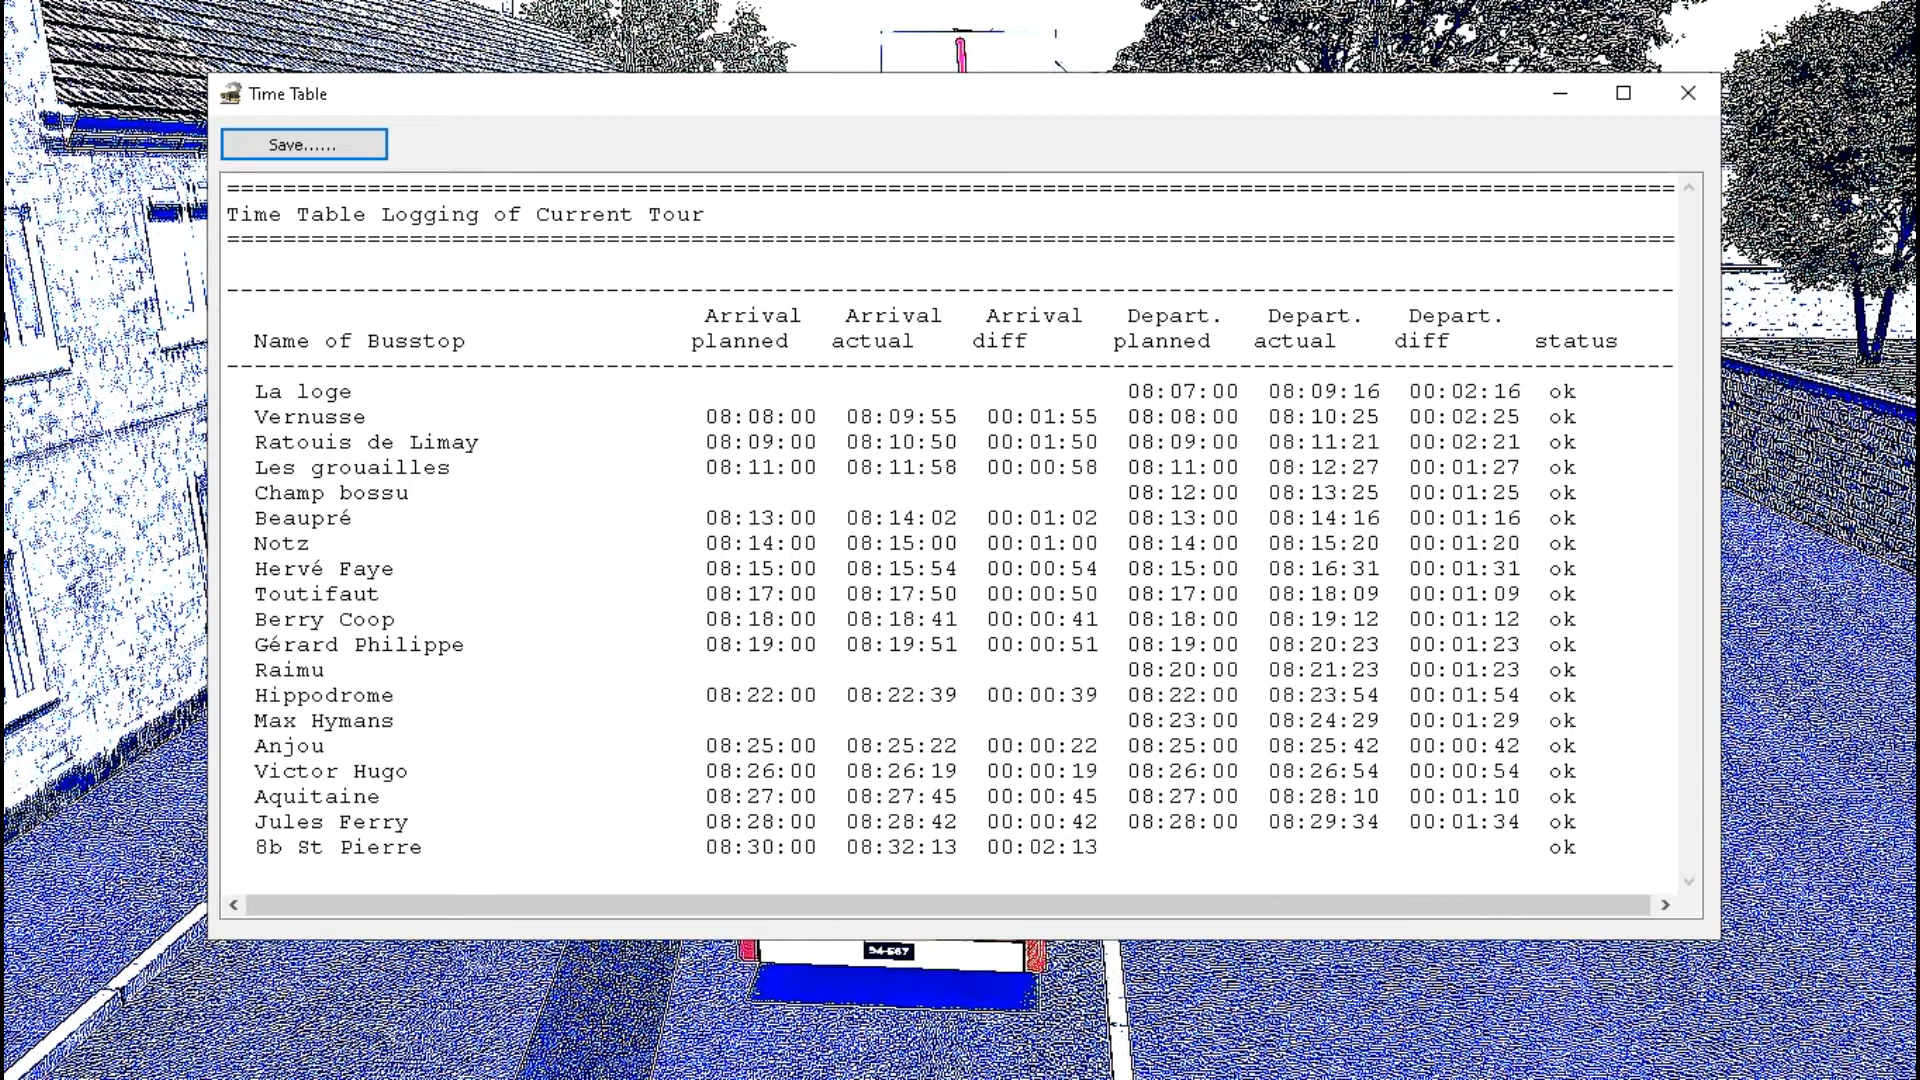 Time Table
Save......
Time Table Logging of Current Tour
Arrival Arrival Arrival Depart. Depart. Depart.
Name of Busstop planned actual diff planned actual diff status
La loge 08:07:00 08:09:16 00:02:16 ok
Vernusse 08:08:00 08:09:55 00:01:55 08:08:00 08:10:25 00:02:25 ok
Ratouis de Limay 08:09:00 08:10:50 00:01:50 08:09:00 08:11:21 00:02:21 ok
Les grouailles 08:11:00 08:11:58 00:00:58 08:11:00 08:12:27 00:01:27 ok
Champ bossu 08:12:00 08:13:25 00:01:25 ok
Beaupré 08:13:00 08:14:02 00:01:02 08:13:00 08:14:16 00:01:16 ok
Notz 08:14:00 08:15:00 00:01:00 08:14:00 08:15:20 00:01:20 ok
Hervé Faye 08:15:00 08:15:54 00:00:54 08:15:00 08:16:31 00:01:31 ok
Toutifaut 08:17:00 08:17:50 00:00:50 08:17:00 08:18:09 00:01:09 ok
Berry Coop 08:18:00 08:18:41 00:00:41 08:18:00 08:19:12 00:01:12 ok
Gérard Philippe 08:19:00 08:19:51 00:00:51 08:19:00 08:20:23 00:01:23 ok
Raimu 08:20:00 08:21:23 00:01:23 ok
Hippodrome 08:22:00 08:22:39 00:00:39 08:22:00 08:23:54 00:01:54 ok
Max Hymans 08:23:00 08:24:29 00:01:29 ok
Anjou 08:25:00 08:25:22 00:00:22 08:25:00 08:25:42 00:00:42 ok
Victor Hugo 08:26:00 08:26:19 00:00:19 08:26:00 08:26:54 00:00:54 ok
Aquitaine 08:27:00 08:27:45 00:00:45 08:27:00 08:28:10 00:01:10 ok
Jules Ferry 08:28:00 08:28:42 00:00:42 08:28:00 08:29:34 00:01:34 ok
8b St Pierre 08:30:00 08:32:13 00:02:13 ok